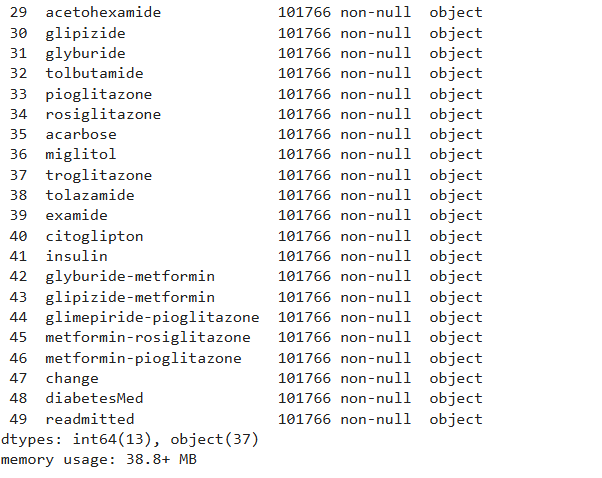 29  acetohexamide             101766 non-null  object
30  glipizide                 101766 non-null  object
31  glyburide                 101766 non-null  object
32  tolbutamide               101766 non-null  object
33  pioglitazone              101766 non-null  object
34  rosiglitazone             101766 non-null  object
35  acarbose                  101766 non-null  object
36  miglitol                  101766 non-null  object
37  troglitazone              101766 non-null  object
38  tolazamide                101766 non-null  object
39  examide                   101766 non-null  object
40  citoglipton               101766 non-null  object
41  insulin                   101766 non-null  object
42  glyburide-metformin       101766 non-null  object
43  glipizide-metformin       101766 non-null  object
44  glimepiride-pioglitazone  101766 non-null  object
45  metformin-rosiglitazone   101766 non-null  object
46  metformin-pioglitazone    101766 non-null  object
47  change                    101766 non-null  object
48  diabetesMed               101766 non-null  object
49  readmitted                101766 non-null  object
dtypes: int64(13), object(37)
memory usage: 38.8+ MB